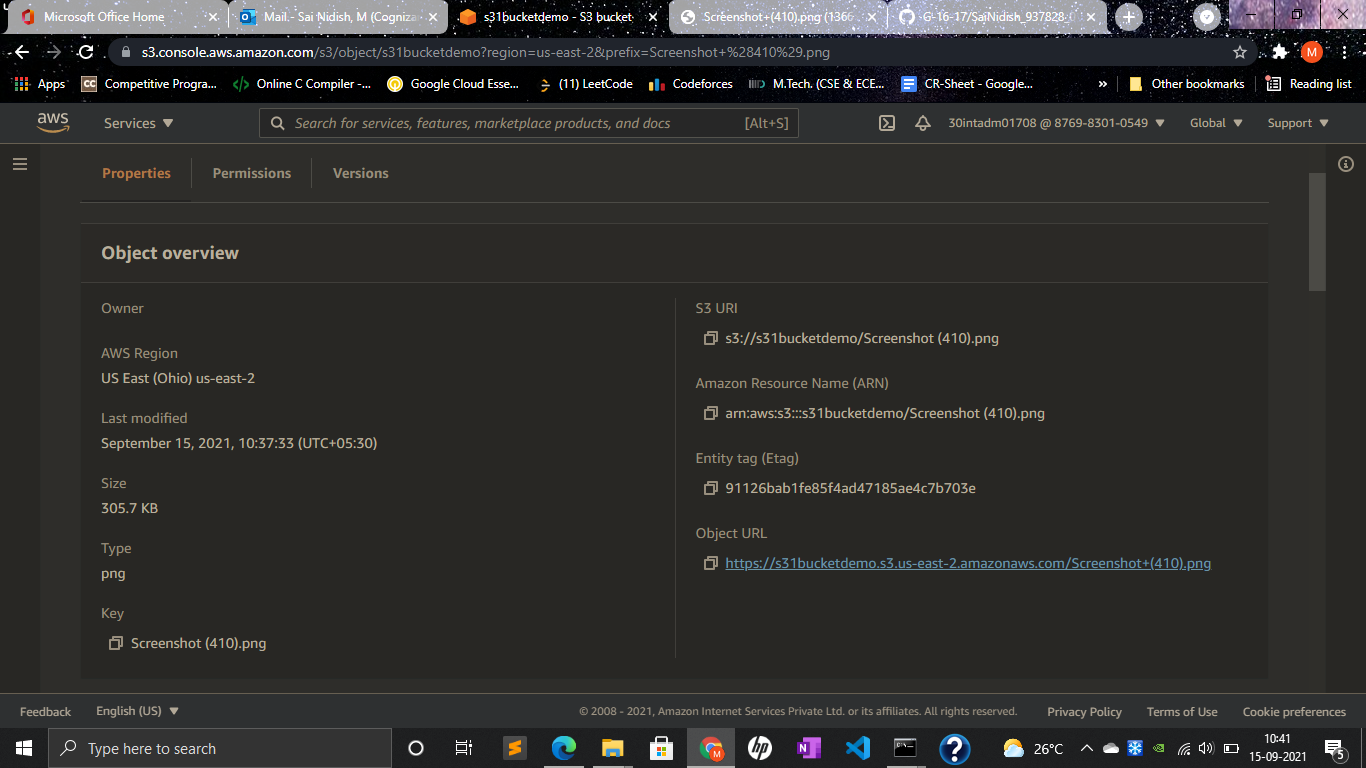 Microsoft Office Home
Mail - Sai Nidish, M (Cogniza
s31bucketdemo - S3 bucket
Screenshot+(410).png (1366
G-16-17/SaiNidish_937828-
s3.console.aws.amazon.com/s3/object/s31bucketdemo?region=us-east-2&prefix=Screenshot+%28410%29.png
M
Apps
CC
Competitive Progra...
Online C Compiler -...
Google Cloud Esse...
(11) LeetCode
Codeforces
M.Tech. (CSE & ECE...
CR-Sheet - Google...
»
Other bookmarks
Reading list
aws
Services
Search for services, features, marketplace products, and docs
[Alt+S]
30intadm01708 @ 8769-8301-0549
Global
Support
Properties
Permissions
Versions
Object overview
Owner
AWS Region
US East (Ohio) us-east-2
Last modified
September 15, 2021, 10:37:33 (UTC+05:30)
Size
305.7 KB
Type
png
Key
Screenshot (410).png
S3 URI
s3://s31bucketdemo/Screenshot (410).png
Amazon Resource Name (ARN)
arn:aws:s3:::s31bucketdemo/Screenshot (410).png
Entity tag (Etag)
91126bab1fe85f4ad47185ae4c7b703e
Object URL
https://s31bucketdemo.s3.us-east-2.amazonaws.com/Screenshot+(410).png
Feedback
English (US)
© 2008 - 2021, Amazon Internet Services Private Ltd. or its affiliates. All rights reserved.
Privacy Policy
Terms of Use
Cookie preferences
Type here to search
26°C
10:41
15-09-2021
5